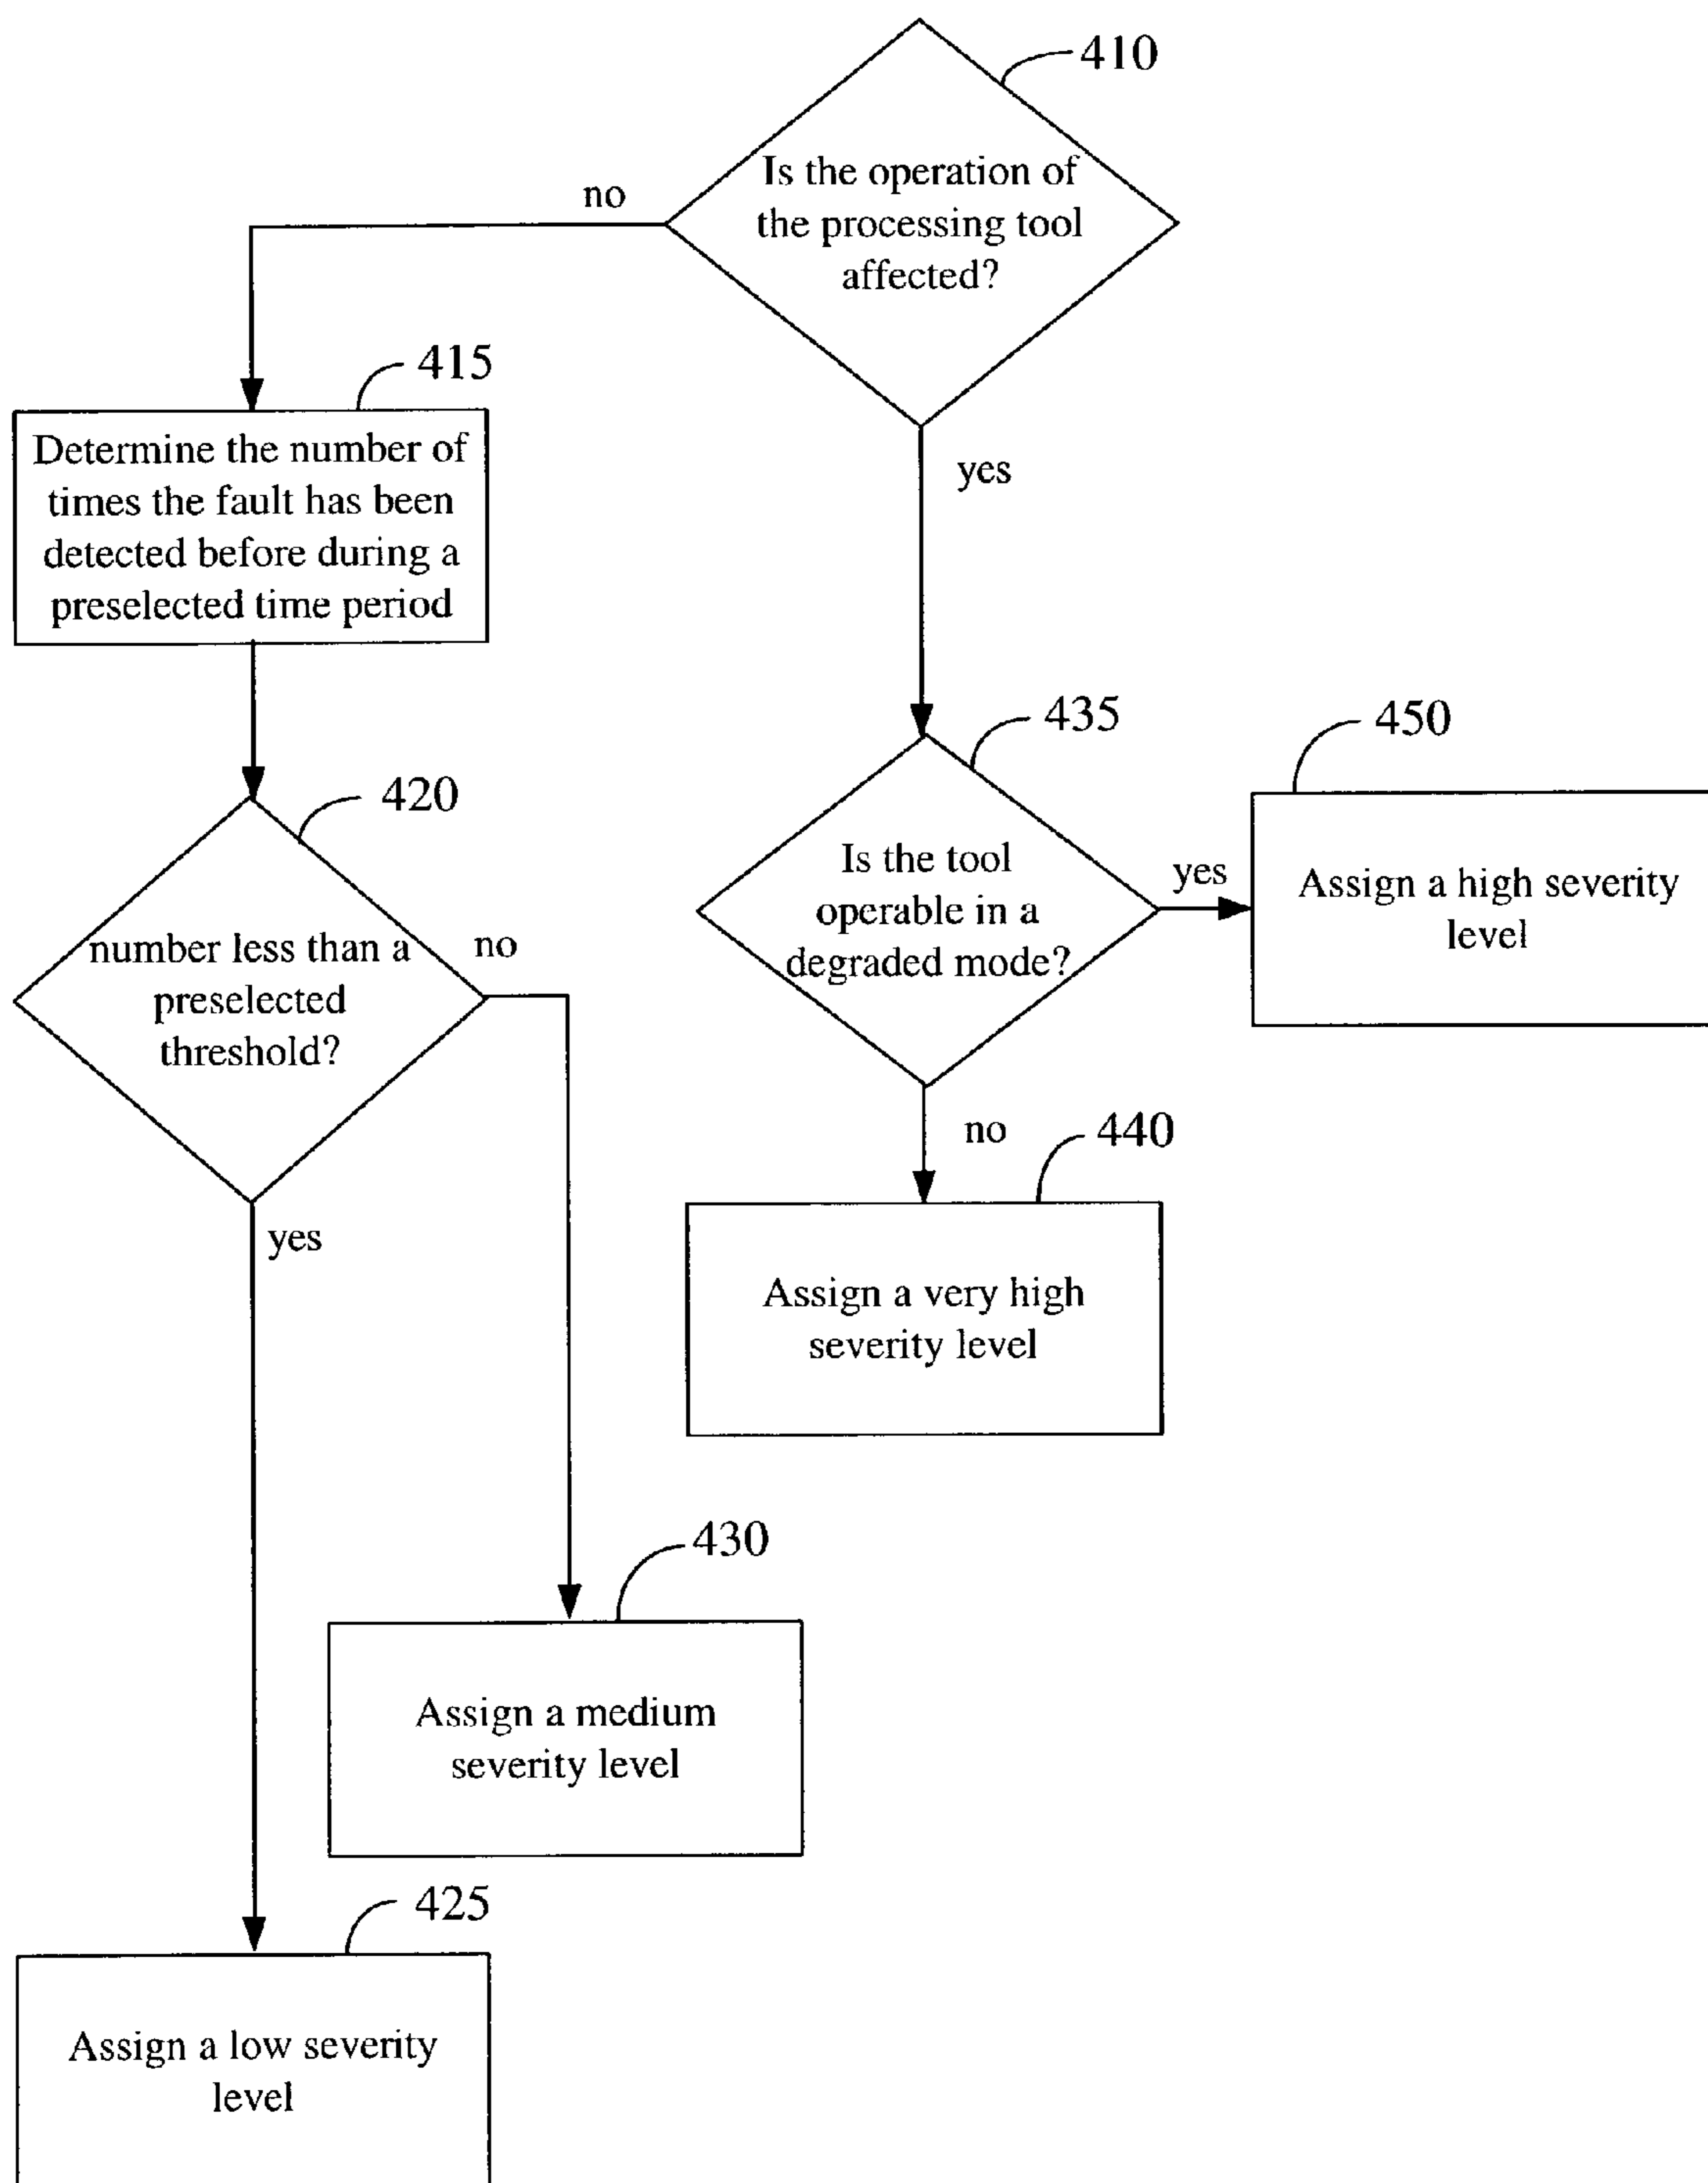 410
Is the operation of
the processing tool
affected?
no
yes
415
Determine the number of
times the fault has been
detected before during a
preselected time period
420
number less than a
preselected
threshold?
no
yes
435
Is the tool
operable in a
degraded mode?
yes
no
450
Assign a high severity
level
440
Assign a very high
severity level
430
Assign a medium
severity level
425
Assign a low severity
level